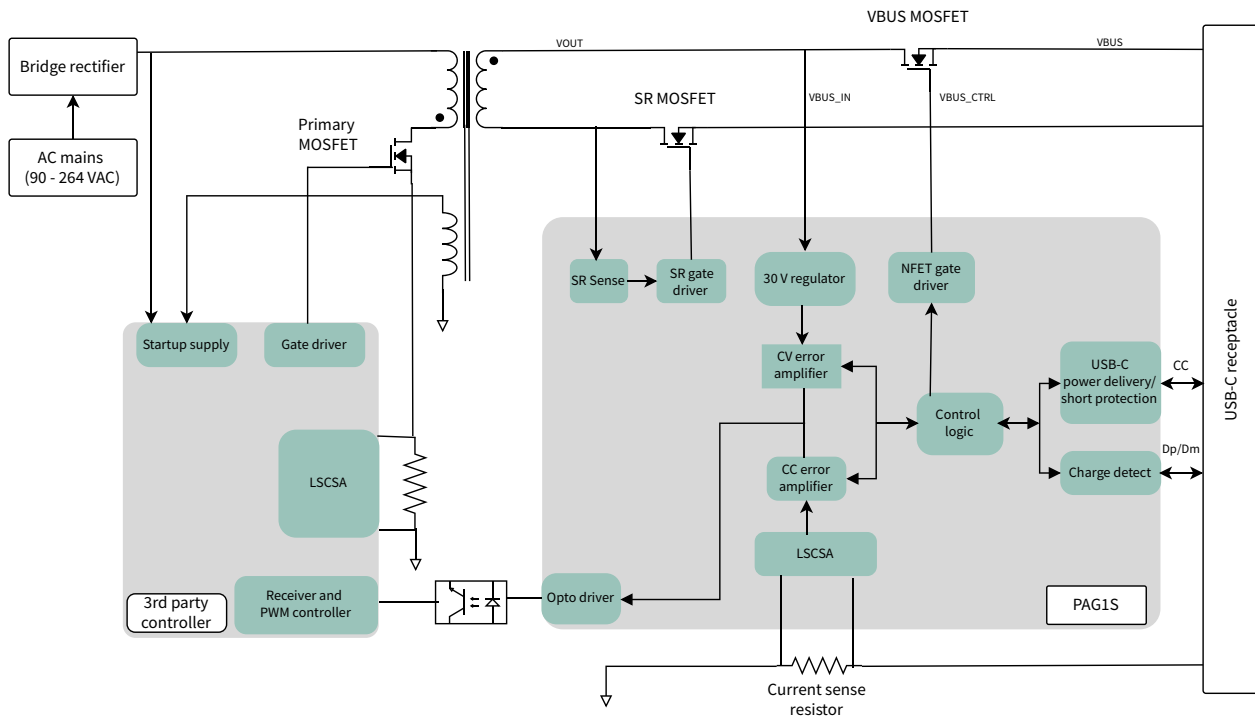 VBUS MOSFET
VOUT
VBUS
Bridge rectifier
SR MOSFET
VBUS_IN
VBUS_CTRL
Primary
MOSFET
AC mains
(90 - 264 VAC)
SR Sense
SR gate
driver
30 V regulator
NFET gate
driver
Startup supply
Gate driver
CV error
amplifier
USB-C
power delivery/
short protection
CC
USB-C receptacle
Control
logic
Dp/Dm
CC error
amplifier
Charge detect
LSCSA
LSCSA
Receiver and
PWM controller
Opto driver
3rd party
controller
PAG1S
Current sense
resistor